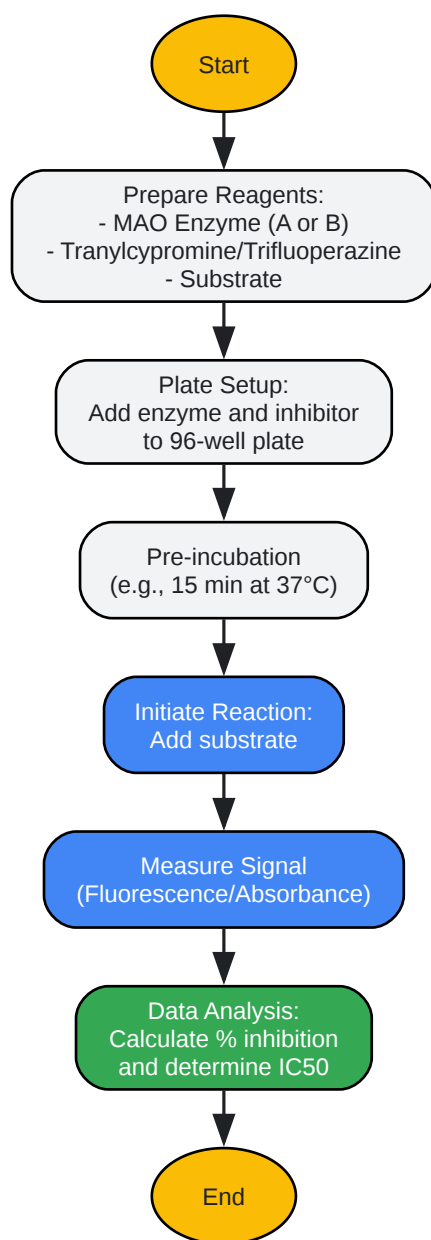 Start
Prepare Reagents:
- MAO Enzyme (A or B)
- Tranylcypromine/Trifluoperazine
- Substrate
Plate Setup:
Add enzyme and inhibitor
to 96-well plate
Pre-incubation
(e.g., 15 min at 37°C)
Initiate Reaction:
Add substrate
Measure Signal
(Fluorescence/Absorbance)
Data Analysis:
Calculate % inhibition
and determine IC50
End